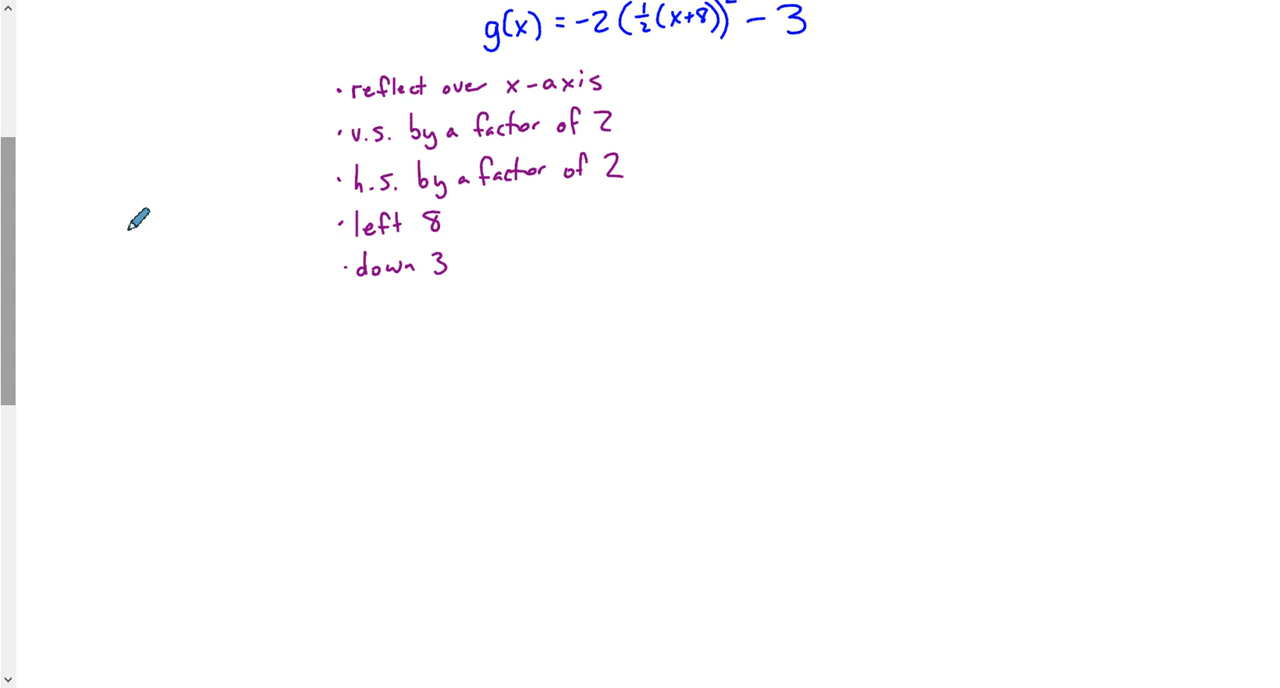 g(x) = -2(½(x+8))² - 3
· reflect over x-axis
· v.s. by a factor of 2
· h.s. by a factor of 2
· left 8
· down 3